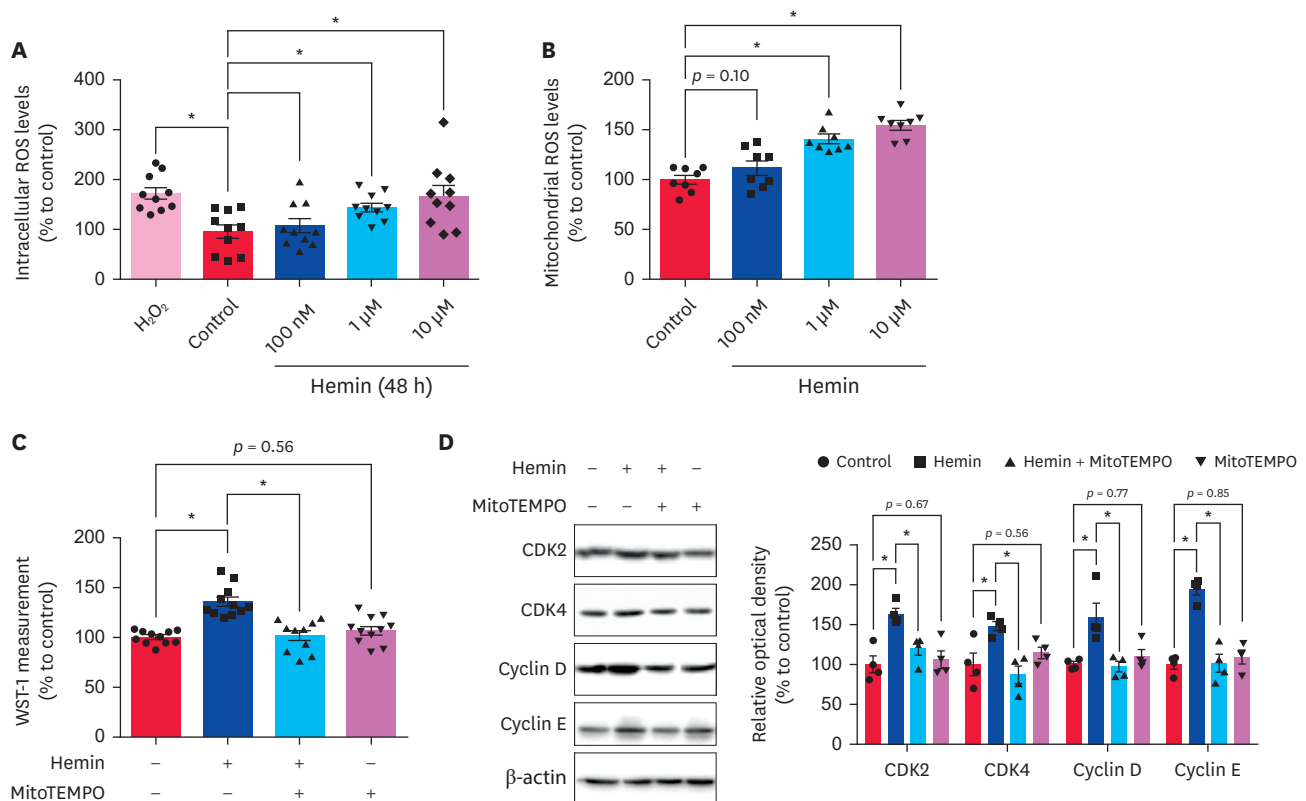 A
Intracellular ROS levels
(% to control)
400
300
200
100
0
*
*
*
H₂O₂
Control
100 nM
1 µM
10 µM
Hemin (48 h)
B
Mitochondrial ROS levels
(% to control)
200
150
100
50
0
p = 0.10
*
*
Control
100 nM
1 µM
10 µM
Hemin
C
WST-1 measurement
(% to control)
200
150
100
50
0
p = 0.56
*
*
Hemin – + + –
MitoTEMPO – – + +
D
Hemin – + + –
MitoTEMPO – – + +
CDK2
CDK4
Cyclin D
Cyclin E
β-actin
Control Hemin Hemin + MitoTEMPO MitoTEMPO
Relative optical density
(% to control)
250
200
150
100
50
0
p = 0.67
*
*
p = 0.56
*
*
p = 0.77
*
*
p = 0.85
*
*
CDK2 CDK4 Cyclin D Cyclin E